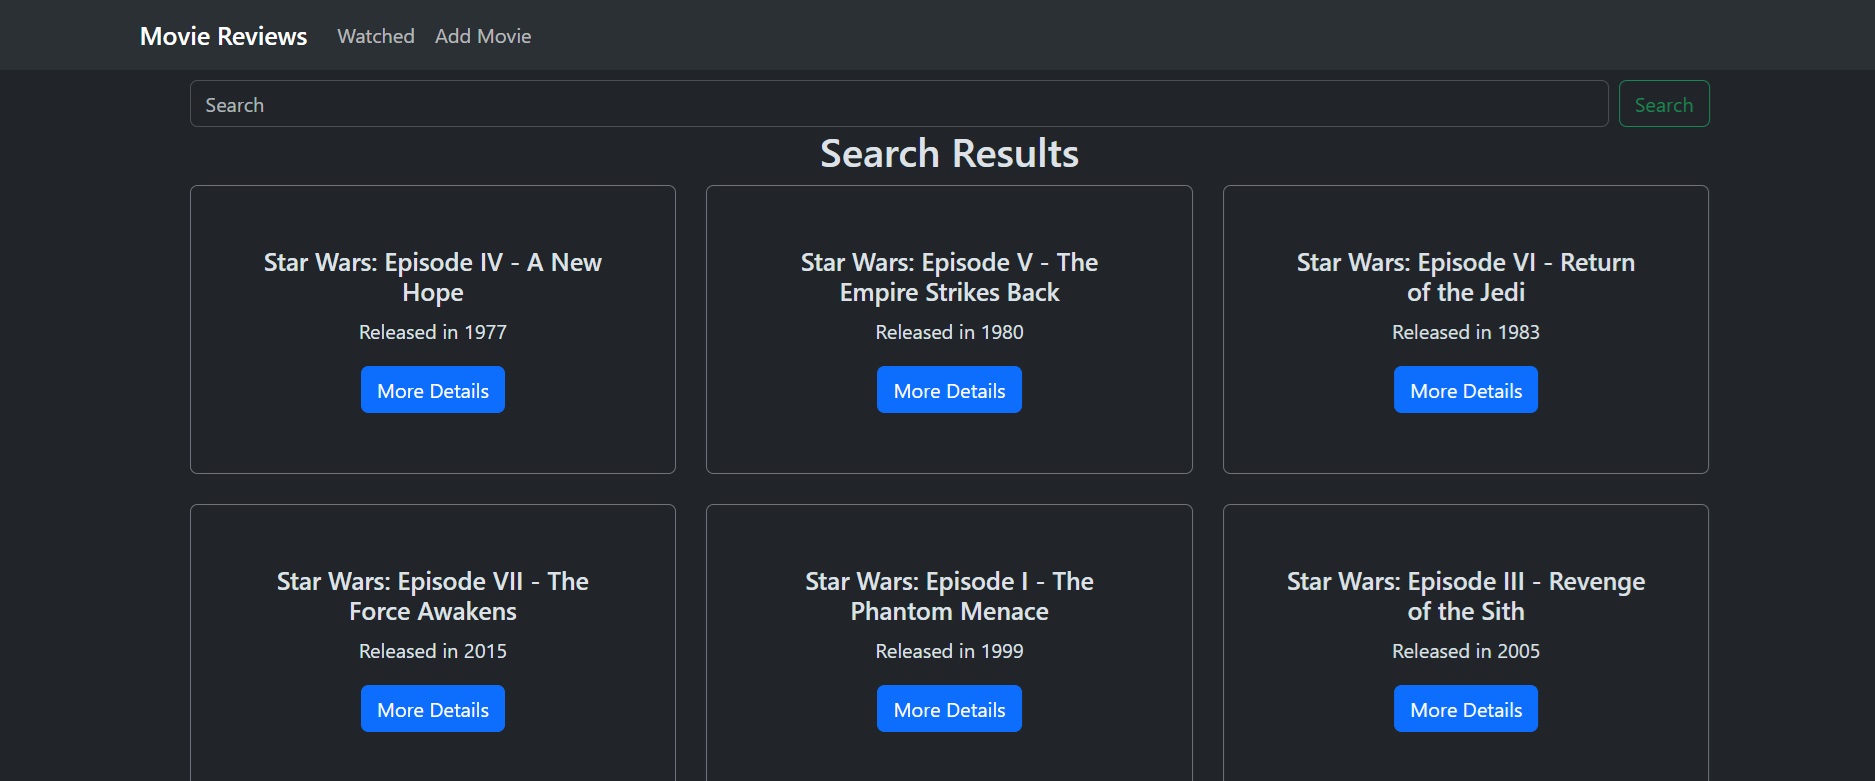 Movie Reviews Watched Add Movie
Search Search
Search Results
Star Wars: Episode IV - A New
Hope
Released in 1977
More Details
Star Wars: Episode V - The
Empire Strikes Back
Released in 1980
More Details
Star Wars: Episode VI - Return
of the Jedi
Released in 1983
More Details
Star Wars: Episode VII - The
Force Awakens
Released in 2015
More Details
Star Wars: Episode I - The
Phantom Menace
Released in 1999
More Details
Star Wars: Episode III - Revenge
of the Sith
Released in 2005
More Details